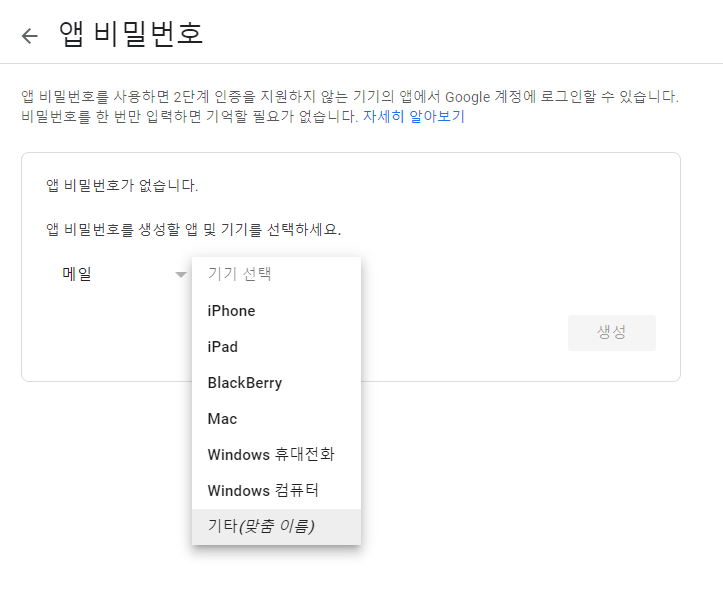 앱 비밀번호
앱 비밀번호를 사용하면 2단계 인증을 지원하지 않는 기기의 앱에서 Google 계정에 로그인할 수 있습니다.
비밀번호를 한 번만 입력하면 기억할 필요가 없습니다. 자세히 알아보기
앱 비밀번호가 없습니다.
앱 비밀번호를 생성할 앱 및 기기를 선택하세요.
메일
기기 선택
iPhone
iPad
BlackBerry
Mac
Windows 휴대전화
Windows 컴퓨터
기타(맞춤 이름)
생성